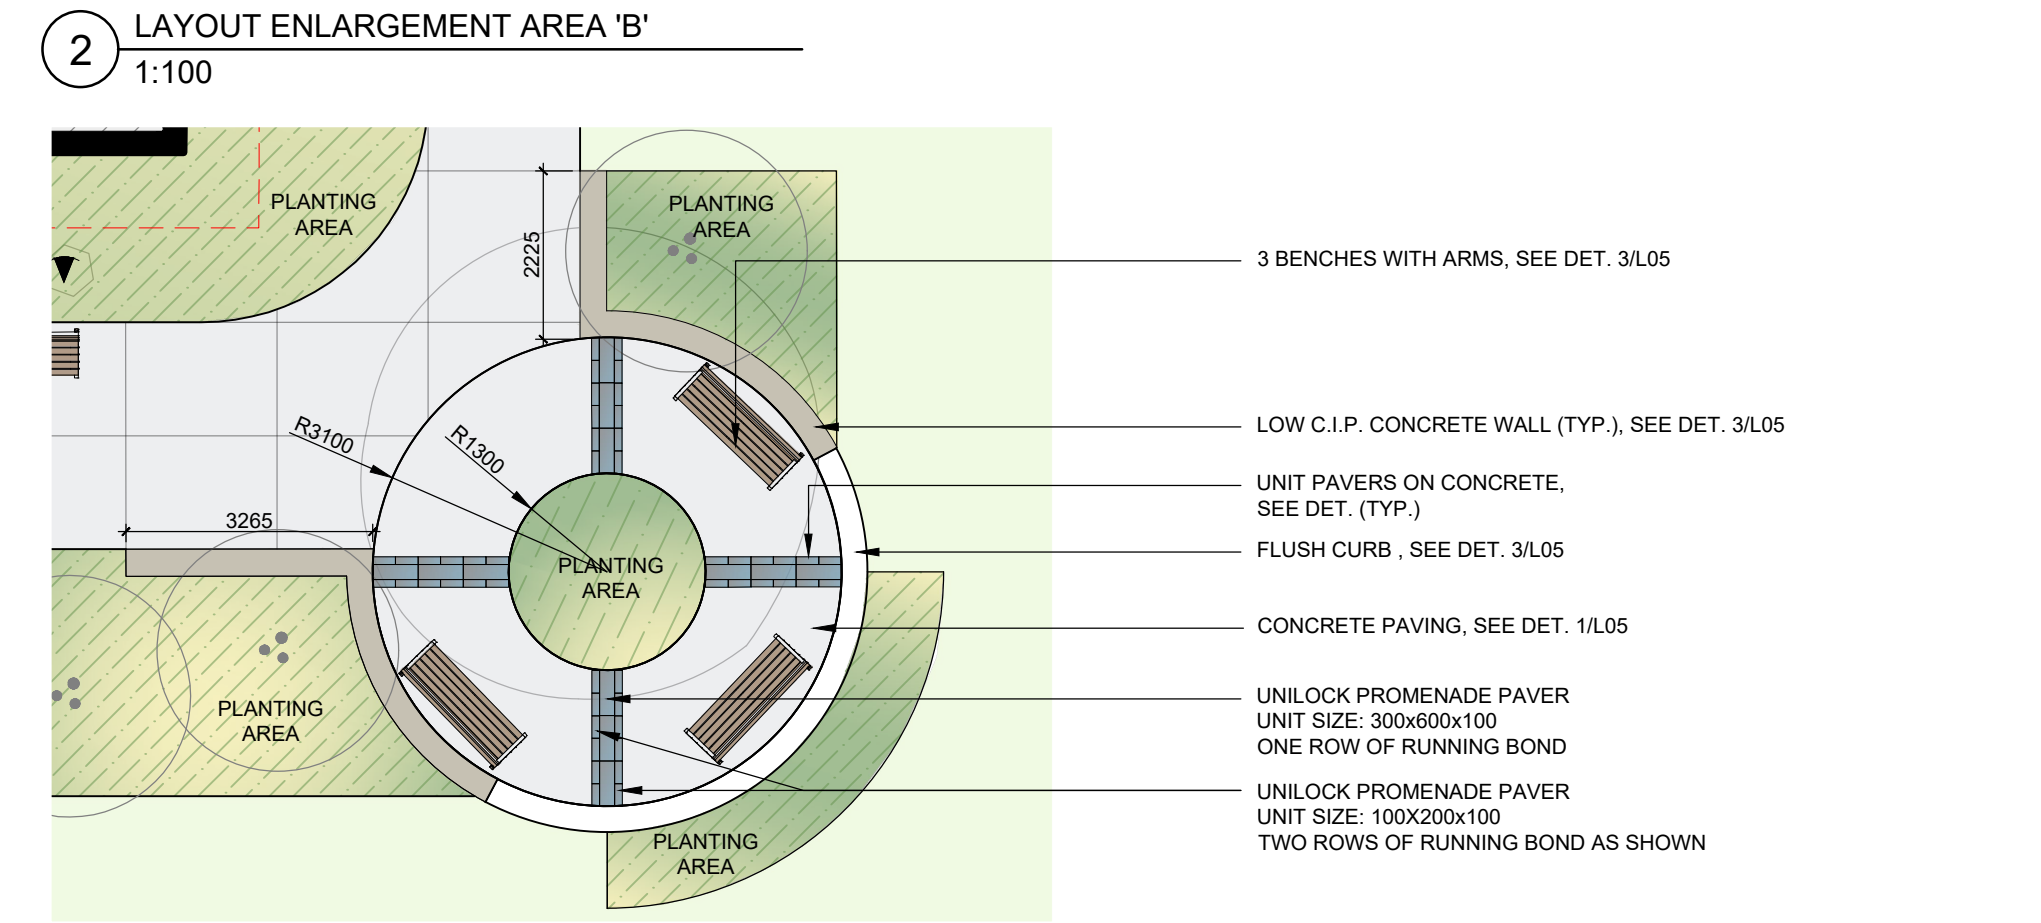 2
LAYOUT ENLARGEMENT AREA 'B'
1:100
PLANTING
AREA
PLANTING
AREA
2225
3 BENCHES WITH ARMS, SEE DET. 3/L05
R3100
R1300
LOW C.I.P. CONCRETE WALL (TYP.), SEE DET. 3/L05
UNIT PAVERS ON CONCRETE,
SEE DET. (TYP.)
3265
FLUSH CURB , SEE DET. 3/L05
PLANTING
AREA
CONCRETE PAVING, SEE DET. 1/L05
PLANTING
AREA
UNILOCK PROMENADE PAVER
UNIT SIZE: 300x600x100
ONE ROW OF RUNNING BOND
UNILOCK PROMENADE PAVER
UNIT SIZE: 100X200x100
TWO ROWS OF RUNNING BOND AS SHOWN
PLANTING
AREA